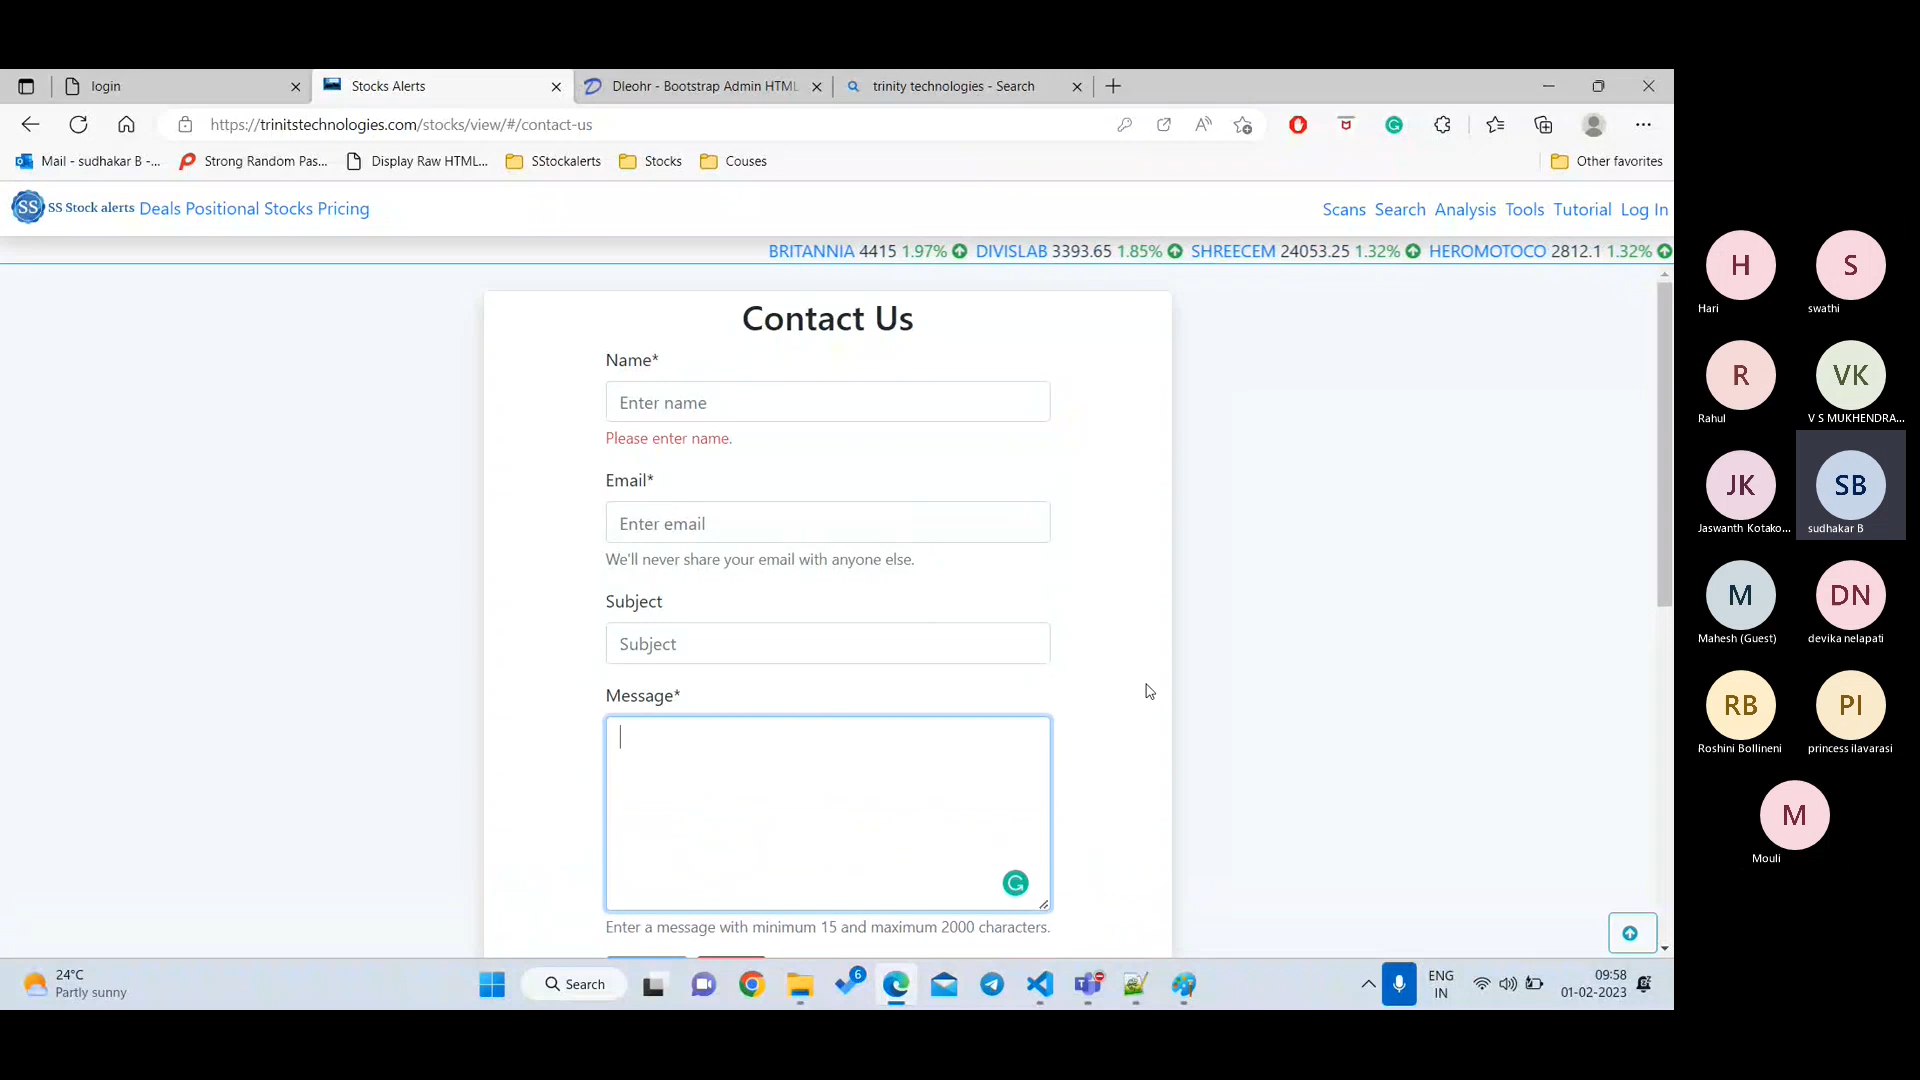 login
Stocks Alerts
Dleohr - Bootstrap Admin HTML
trinity technologies - Search
https://trinitstechnologies.com/stocks/view/#/contact-us
Mail - sudhakar B -...
Strong Random Pas...
Display Raw HTML...
SStockalerts
Stocks
Couses
Other favorites
SS SS Stock alerts Deals Positional Stocks Pricing
Scans Search Analysis Tools Tutorial Log In
BRITANNIA 4415 1.97% DIVISLAB 3393.65 1.85% SHREECEM 24053.25 1.32% HEROMOTOCO 2812.1 1.32%
Contact Us
Name*
Enter name
Please enter name.
Email*
Enter email
We'll never share your email with anyone else.
Subject
Subject
Message*
Enter a message with minimum 15 and maximum 2000 characters.
24°C
Partly sunny
Search
6
ENG
IN
09:58
01-02-2023
H
Hari
S
swathi
R
Rahul
VK
V S MUKHENDRA...
JK
Jaswanth Kotako...
SB
sudhakar B
M
Mahesh (Guest)
DN
devika nelapati
RB
Roshini Bollineni
PI
princess ilavarasi
M
Mouli